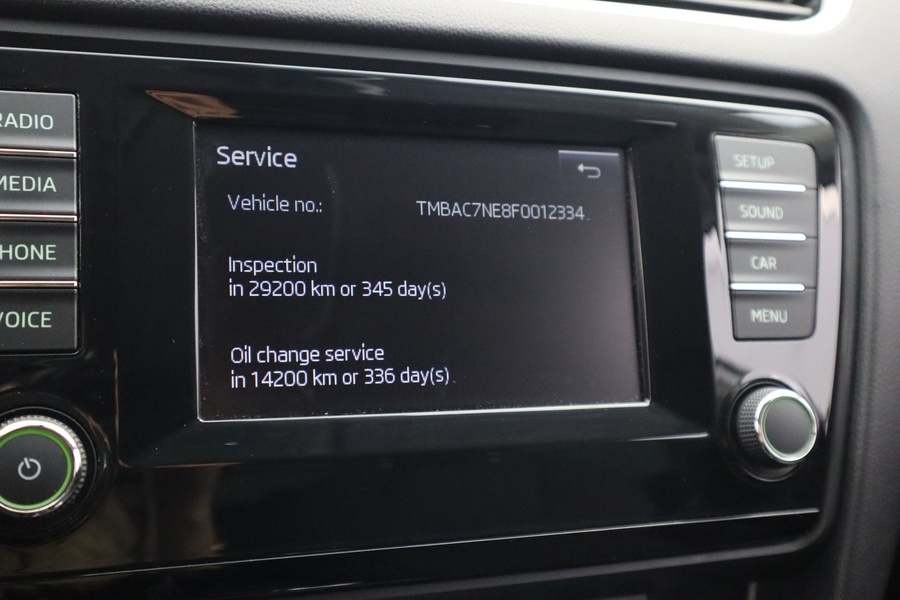 RADIO
MEDIA
HONE
VOICE
Service
Vehicle no.: TMBAC7NE8F0012334
Inspection
in 29200 km or 345 day(s)
Oil change service
in 14200 km or 336 day(s)
SETUP
SOUND
CAR
MENU